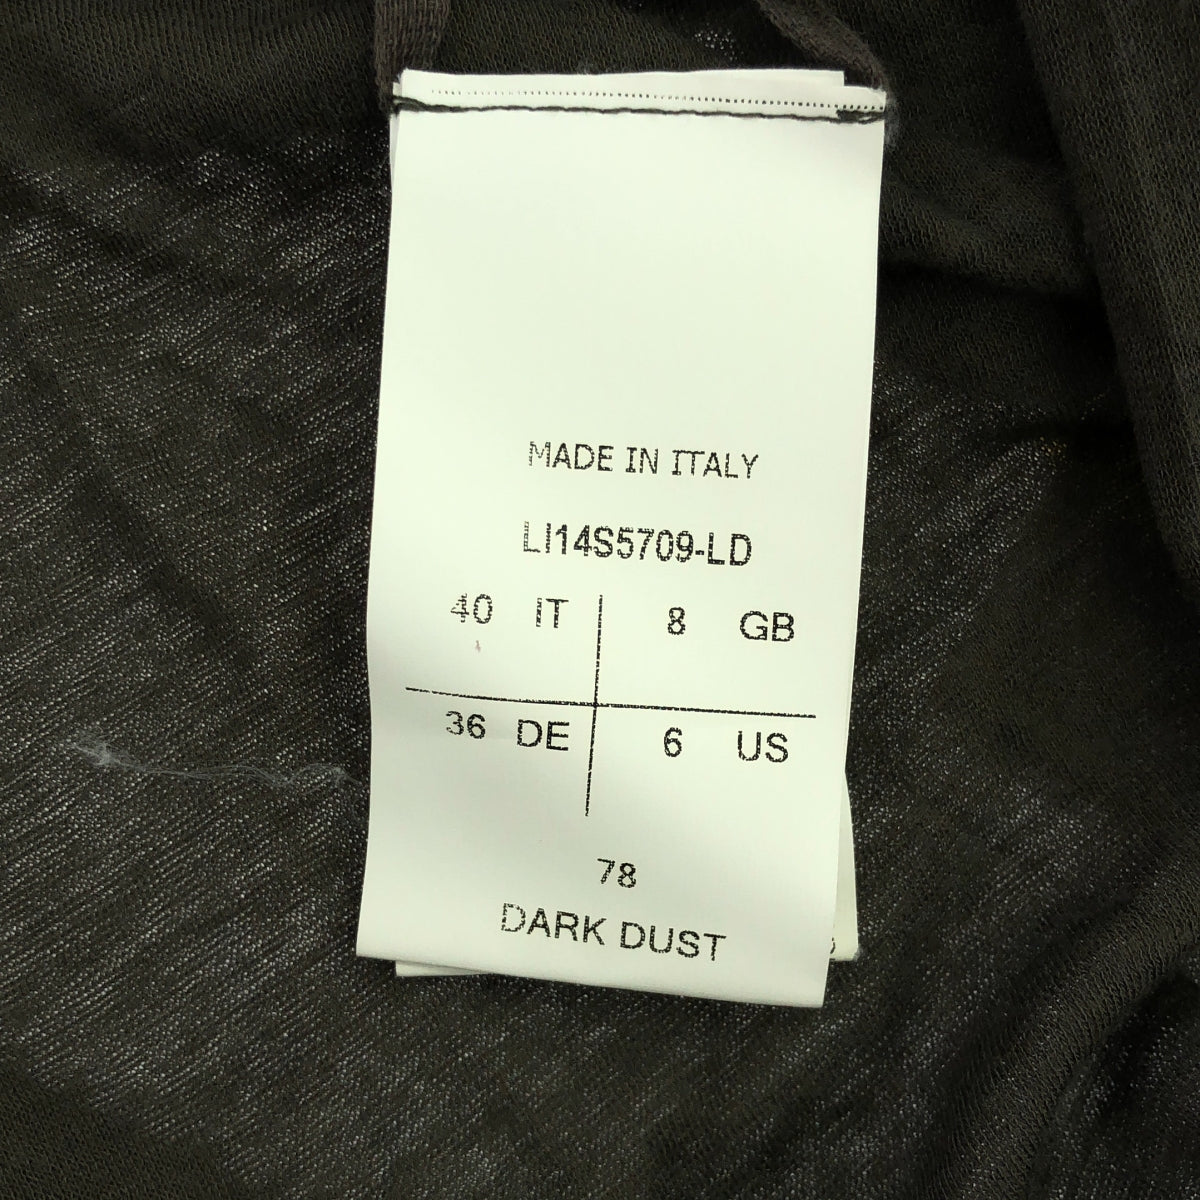 MADE IN ITALY
LI14S5709-LD
40 IT 8 GB
36 DE 6 US
78
DARK DUST